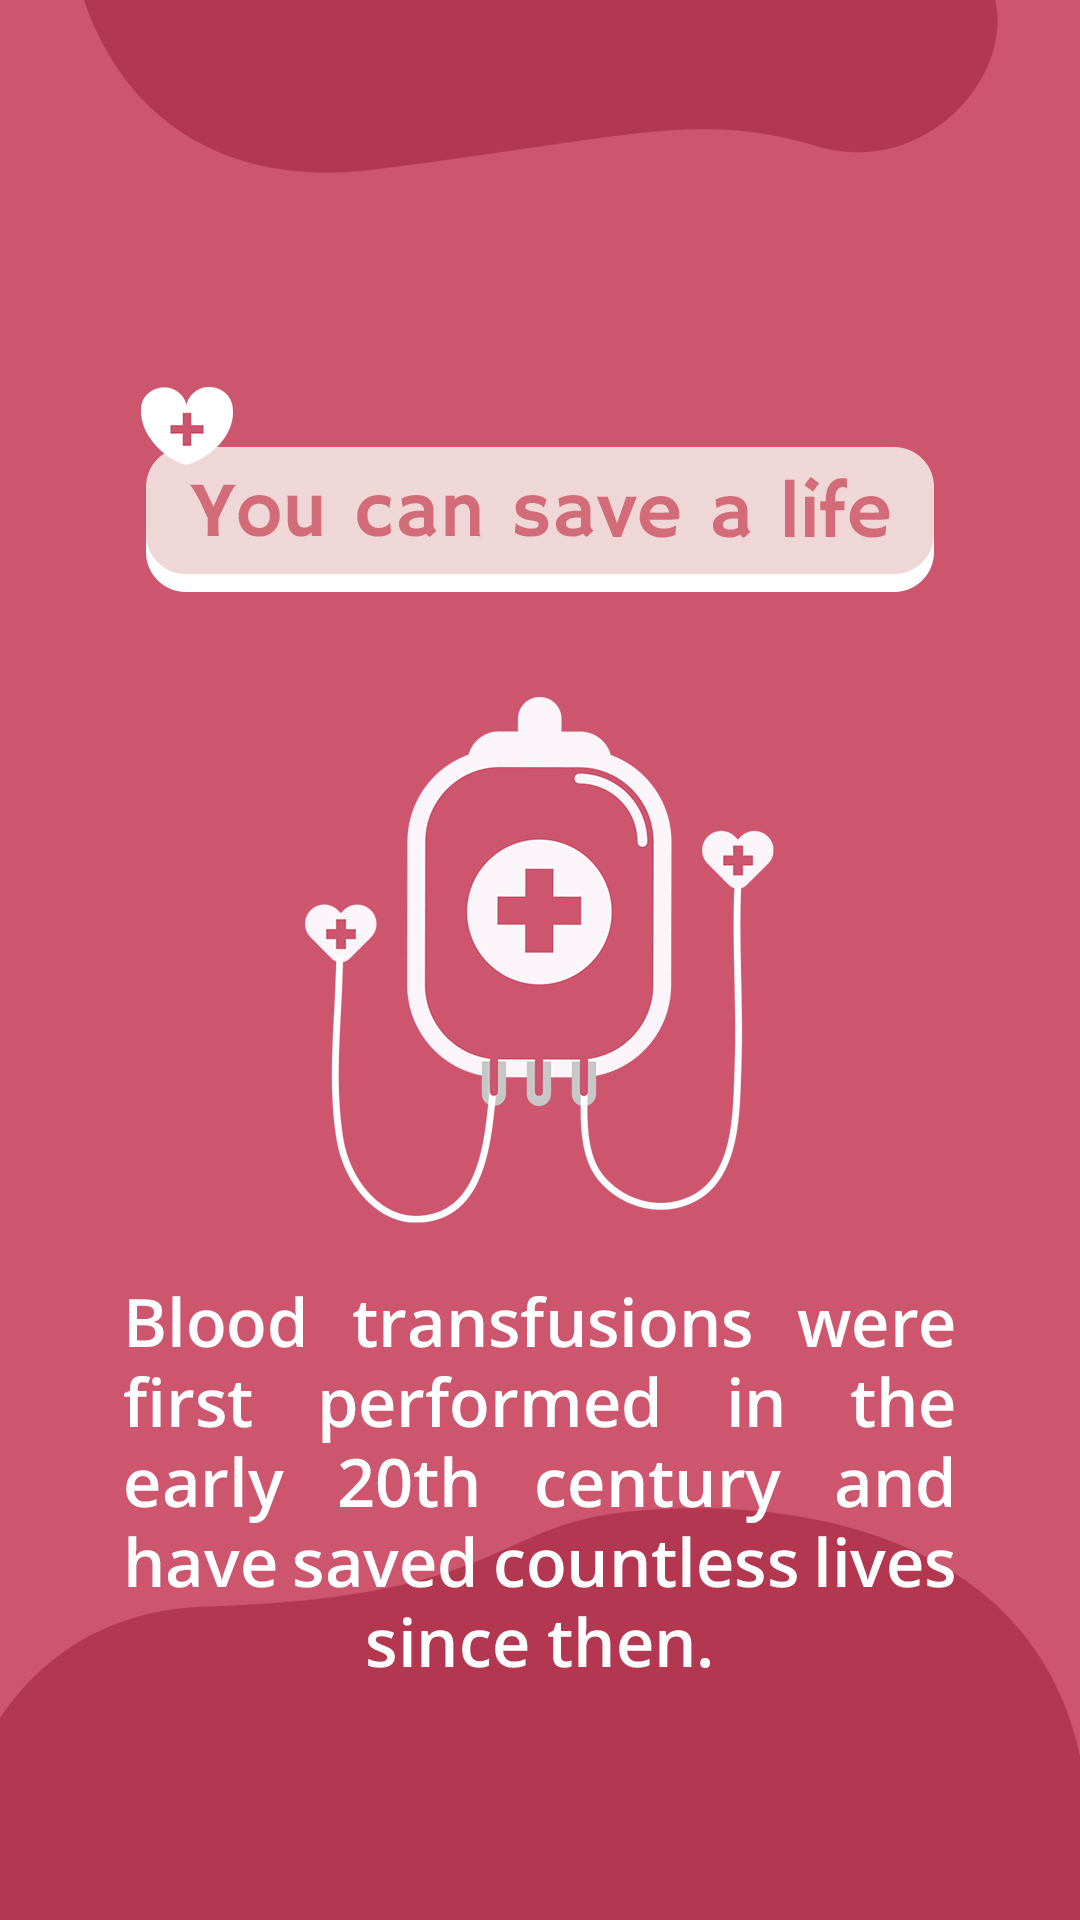 You can save a life
Blood transfusions were
first performed in the
early 20th century and
have saved countless lives
since then.